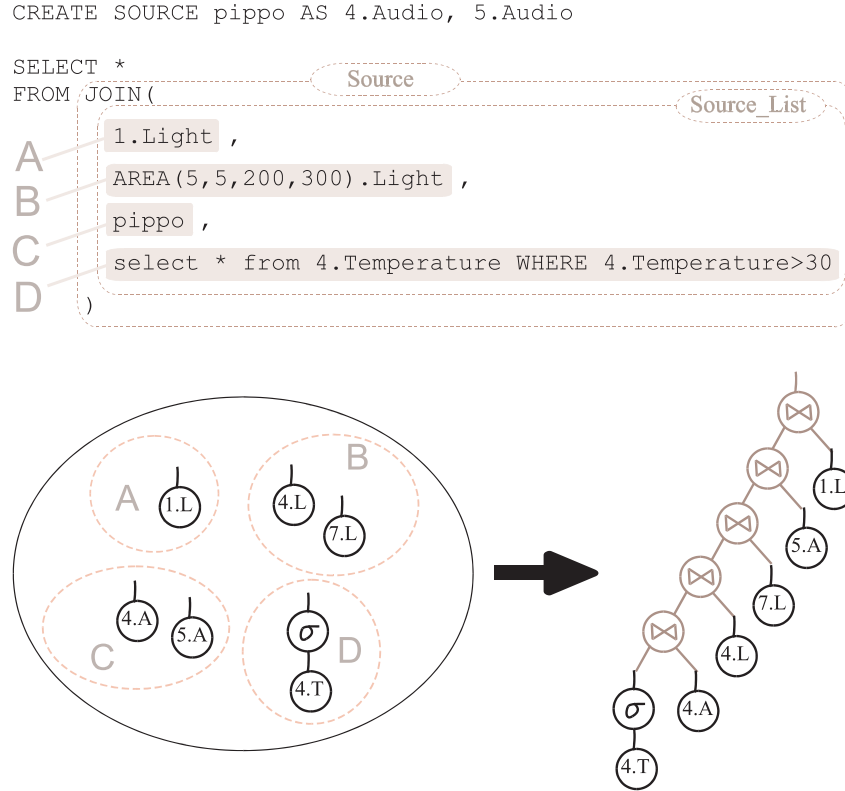 CREATE SOURCE pippo AS 4.Audio, 5.Audio
SELECT *
Source
FROM JOIN(
Source_List
A
1.Light ,
B
AREA(5,5,200,300).Light ,
C
pippo ,
D
select * from 4.Temperature WHERE 4.Temperature>30
)
A
1.L
B
4.L
7.L
C
4.A
5.A
D
σ
4.T
⋈
⋈
1.L
⋈
5.A
⋈
7.L
⋈
4.L
σ
4.A
4.T